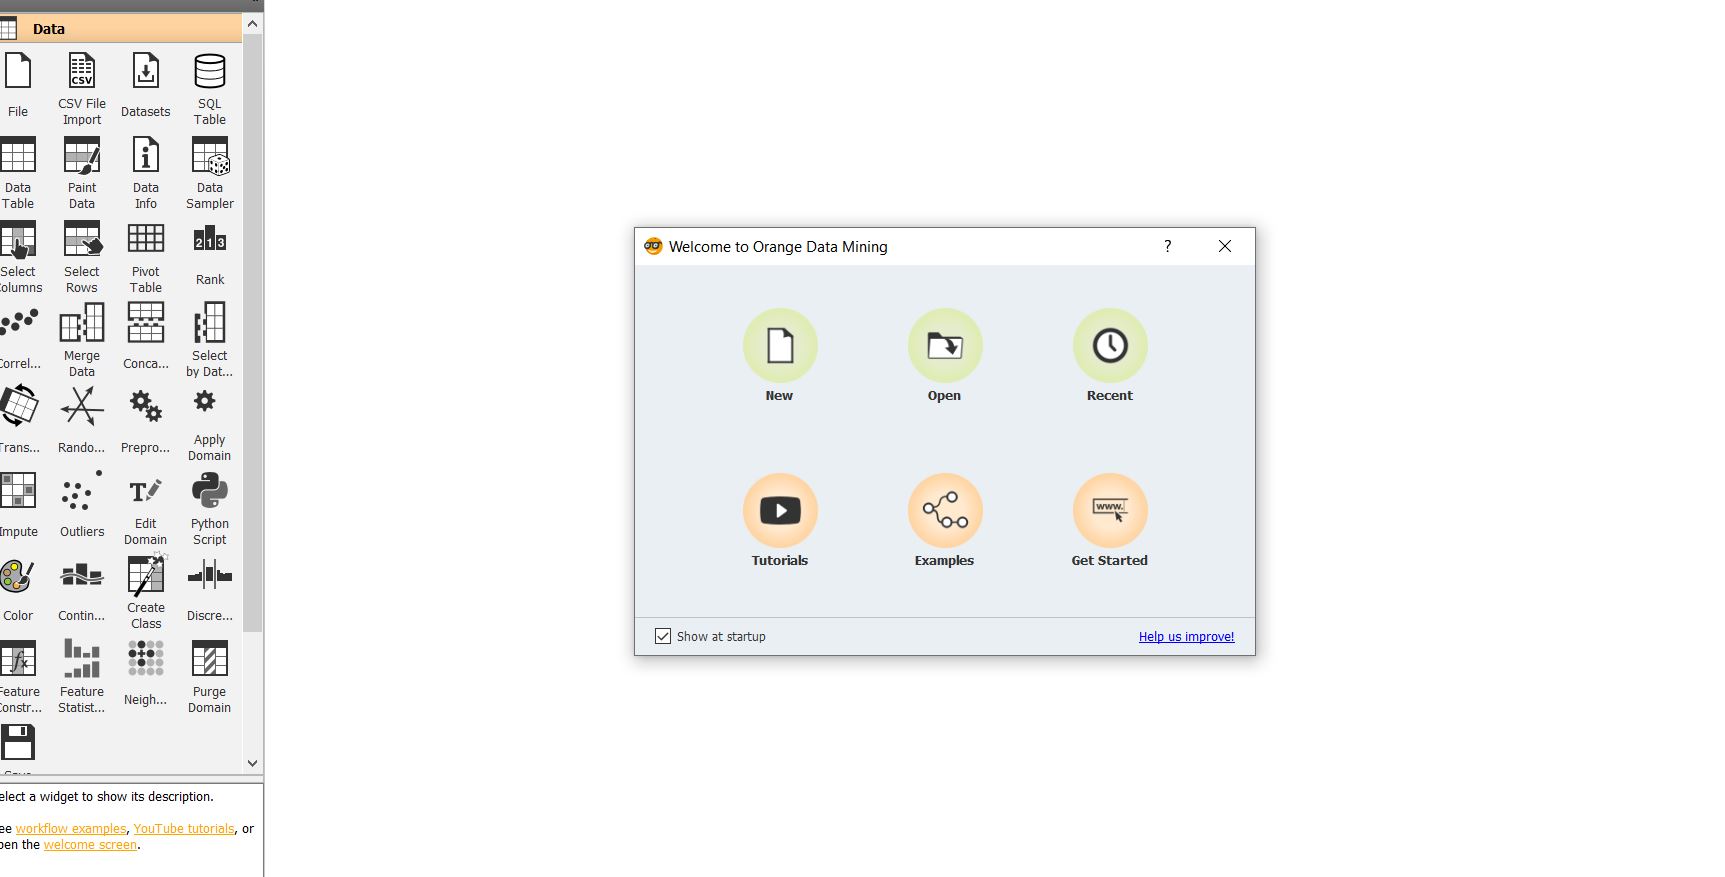 Data
File
CSV File
Import
Datasets
SQL
Table
Data
Table
Paint
Data
Data
Info
Data
Sampler
Select
olumns
Select
Rows
Pivot
Table
213
Rank
orrel...
Merge
Data
Conca...
Select
by Dat...
Trans...
Rando...
Prepro...
Apply
Domain
Impute
Outliers
Edit
Domain
Python
Script
Color
Contin...
Create
Class
Discre...
Feature
Constr...
Feature
Statist...
Neigh...
Purge
Domain
elect a widget to show its description.
ee workflow examples, YouTube tutorials, or
pen the welcome screen.
Welcome to Orange Data Mining
New
Open
Recent
www.
Tutorials
Examples
Get Started
Show at startup
Help us improve!